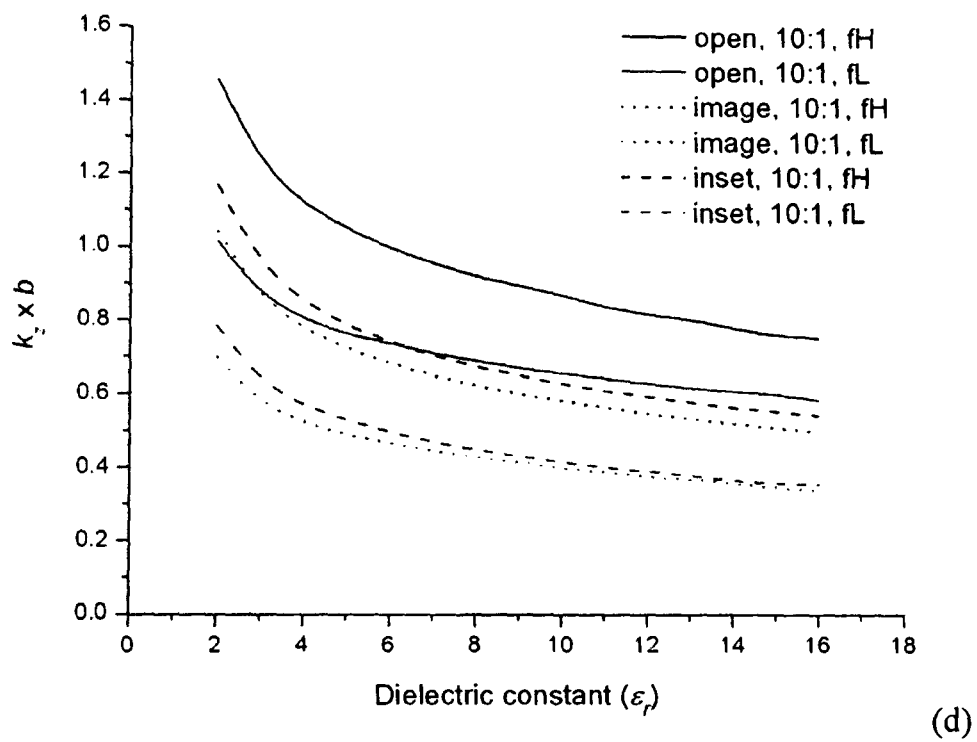 1.6
1.4
1.2
1.0
0.8
0.6
0.4
0.2
0.0
0 2 4 6 8 10 12 14 16 18
k_z x b
Dielectric constant (ε_r)
open, 10:1, fH
open, 10:1, fL
image, 10:1, fH
image, 10:1, fL
inset, 10:1, fH
inset, 10:1, fL
(d)